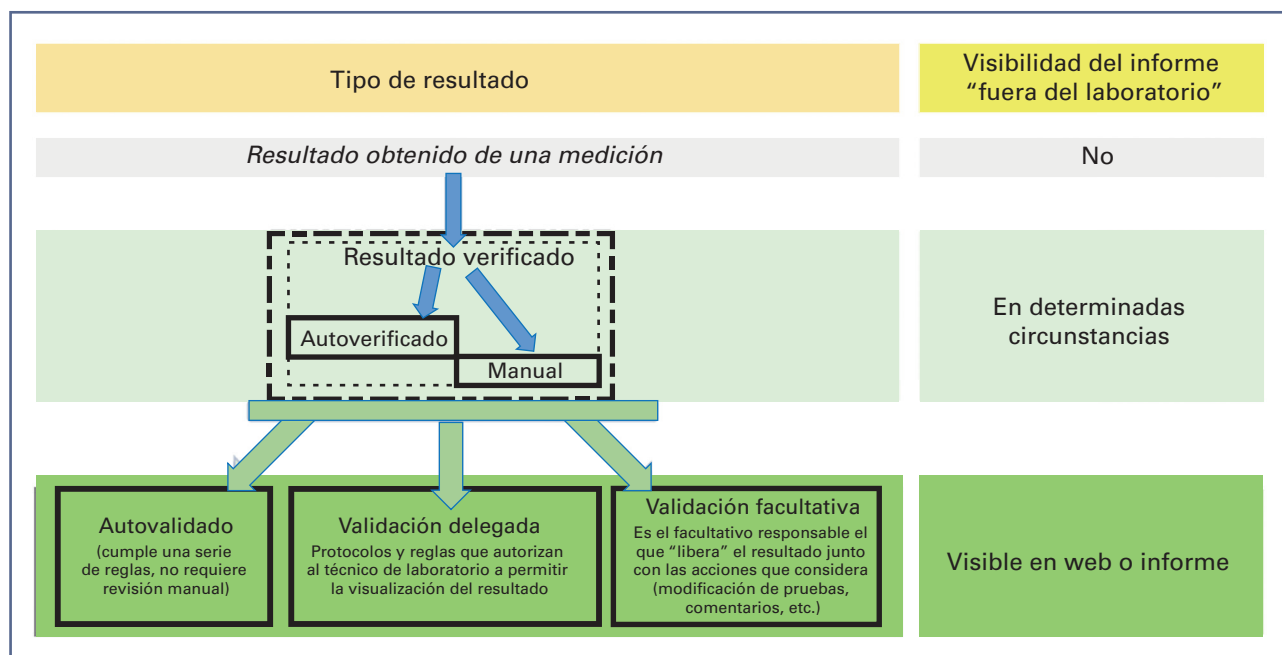 Tipo de resultado
Visibilidad del informe
“fuera del laboratorio”
Resultado obtenido de una medición
No
Resultado verificado
Autoverificado
Manual
En determinadas
circunstancias
Autovalidado
(cumple una serie
de reglas, no requiere
revisión manual)
Validación delegada
Protocolos y reglas que autorizan
al técnico de laboratorio a permitir
la visualización del resultado
Validación facultativa
Es el facultativo responsable el
que “libera” el resultado junto
con las acciones que considera
(modificación de pruebas,
comentarios, etc.)
Visible en web o informe